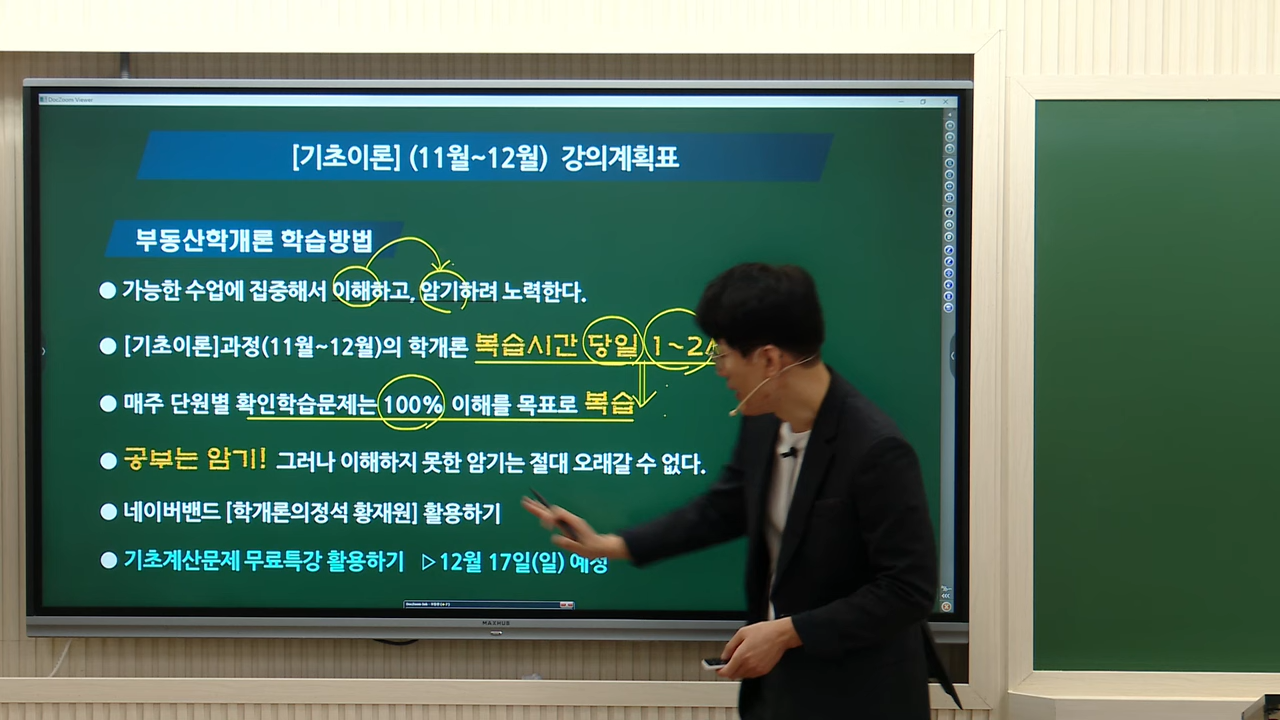 DocZoom Viewer
[기초이론] (11월~12월) 강의계획표
부동산학개론 학습방법
● 가능한 수업에 집중해서 이해하고, 암기하려 노력한다.
● [기초이론]과정(11월~12월)의 학개론 복습시간 당일 1~2
● 매주 단원별 확인학습문제는 100% 이해를 목표로 복습
● 공부는 암기! 그러나 이해하지 못한 암기는 절대 오래갈 수 없다.
● 네이버밴드 [학개론의정석 황재원] 활용하기
● 기초계산문제 무료특강 활용하기 ▷12월 17일(일) 예정
MAXHUB